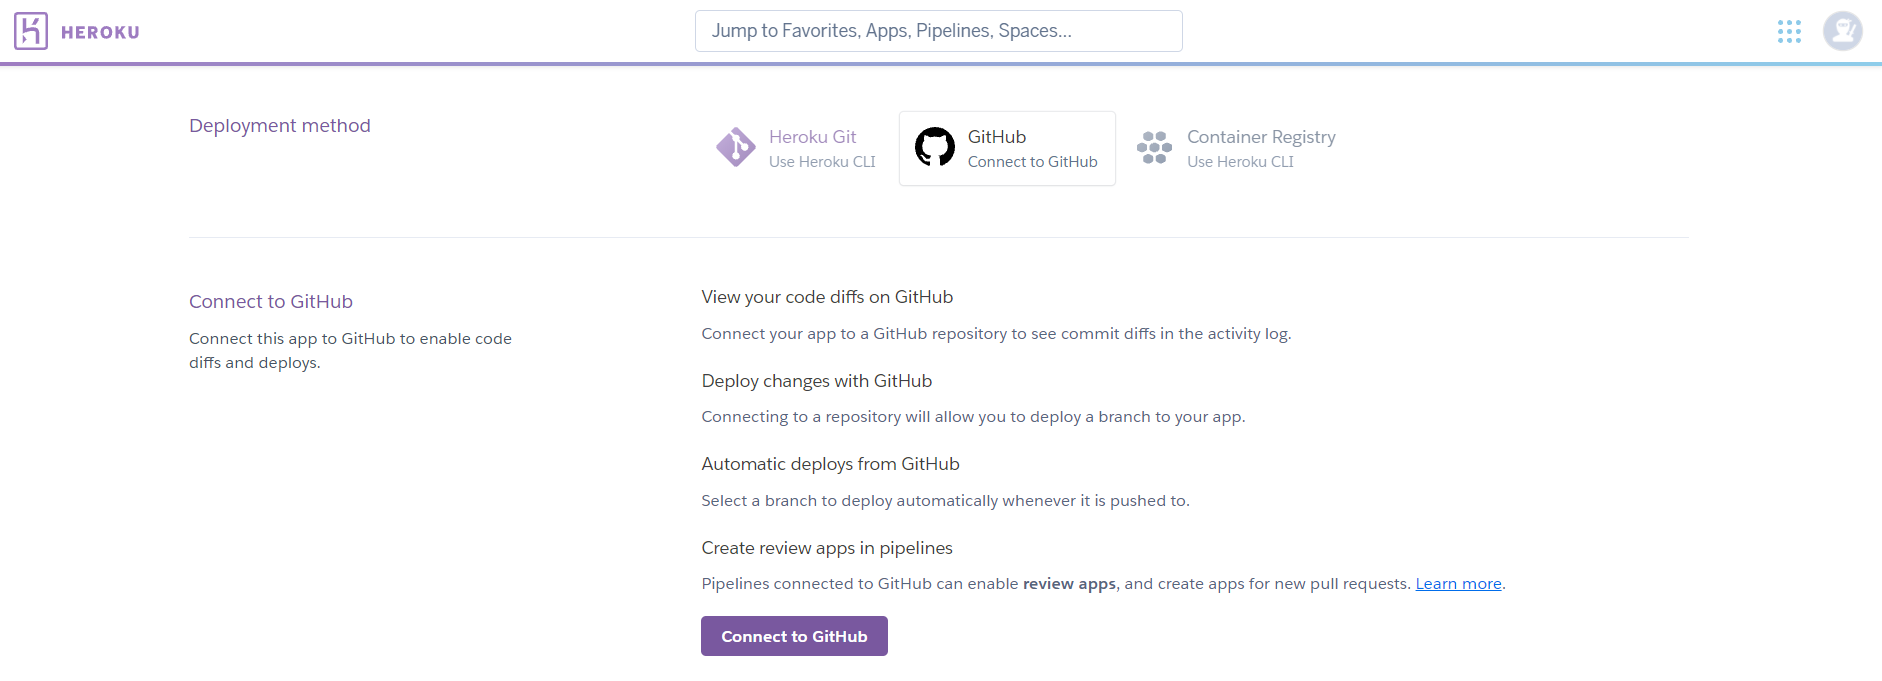 HEROKU
Jump to Favorites, Apps, Pipelines, Spaces...
Deployment method
Heroku Git
Use Heroku CLI
GitHub
Connect to GitHub
Container Registry
Use Heroku CLI
Connect to GitHub
Connect this app to GitHub to enable code
diffs and deploys.
View your code diffs on GitHub
Connect your app to a GitHub repository to see commit diffs in the activity log.
Deploy changes with GitHub
Connecting to a repository will allow you to deploy a branch to your app.
Automatic deploys from GitHub
Select a branch to deploy automatically whenever it is pushed to.
Create review apps in pipelines
Pipelines connected to GitHub can enable review apps, and create apps for new pull requests. Learn more.
Connect to GitHub